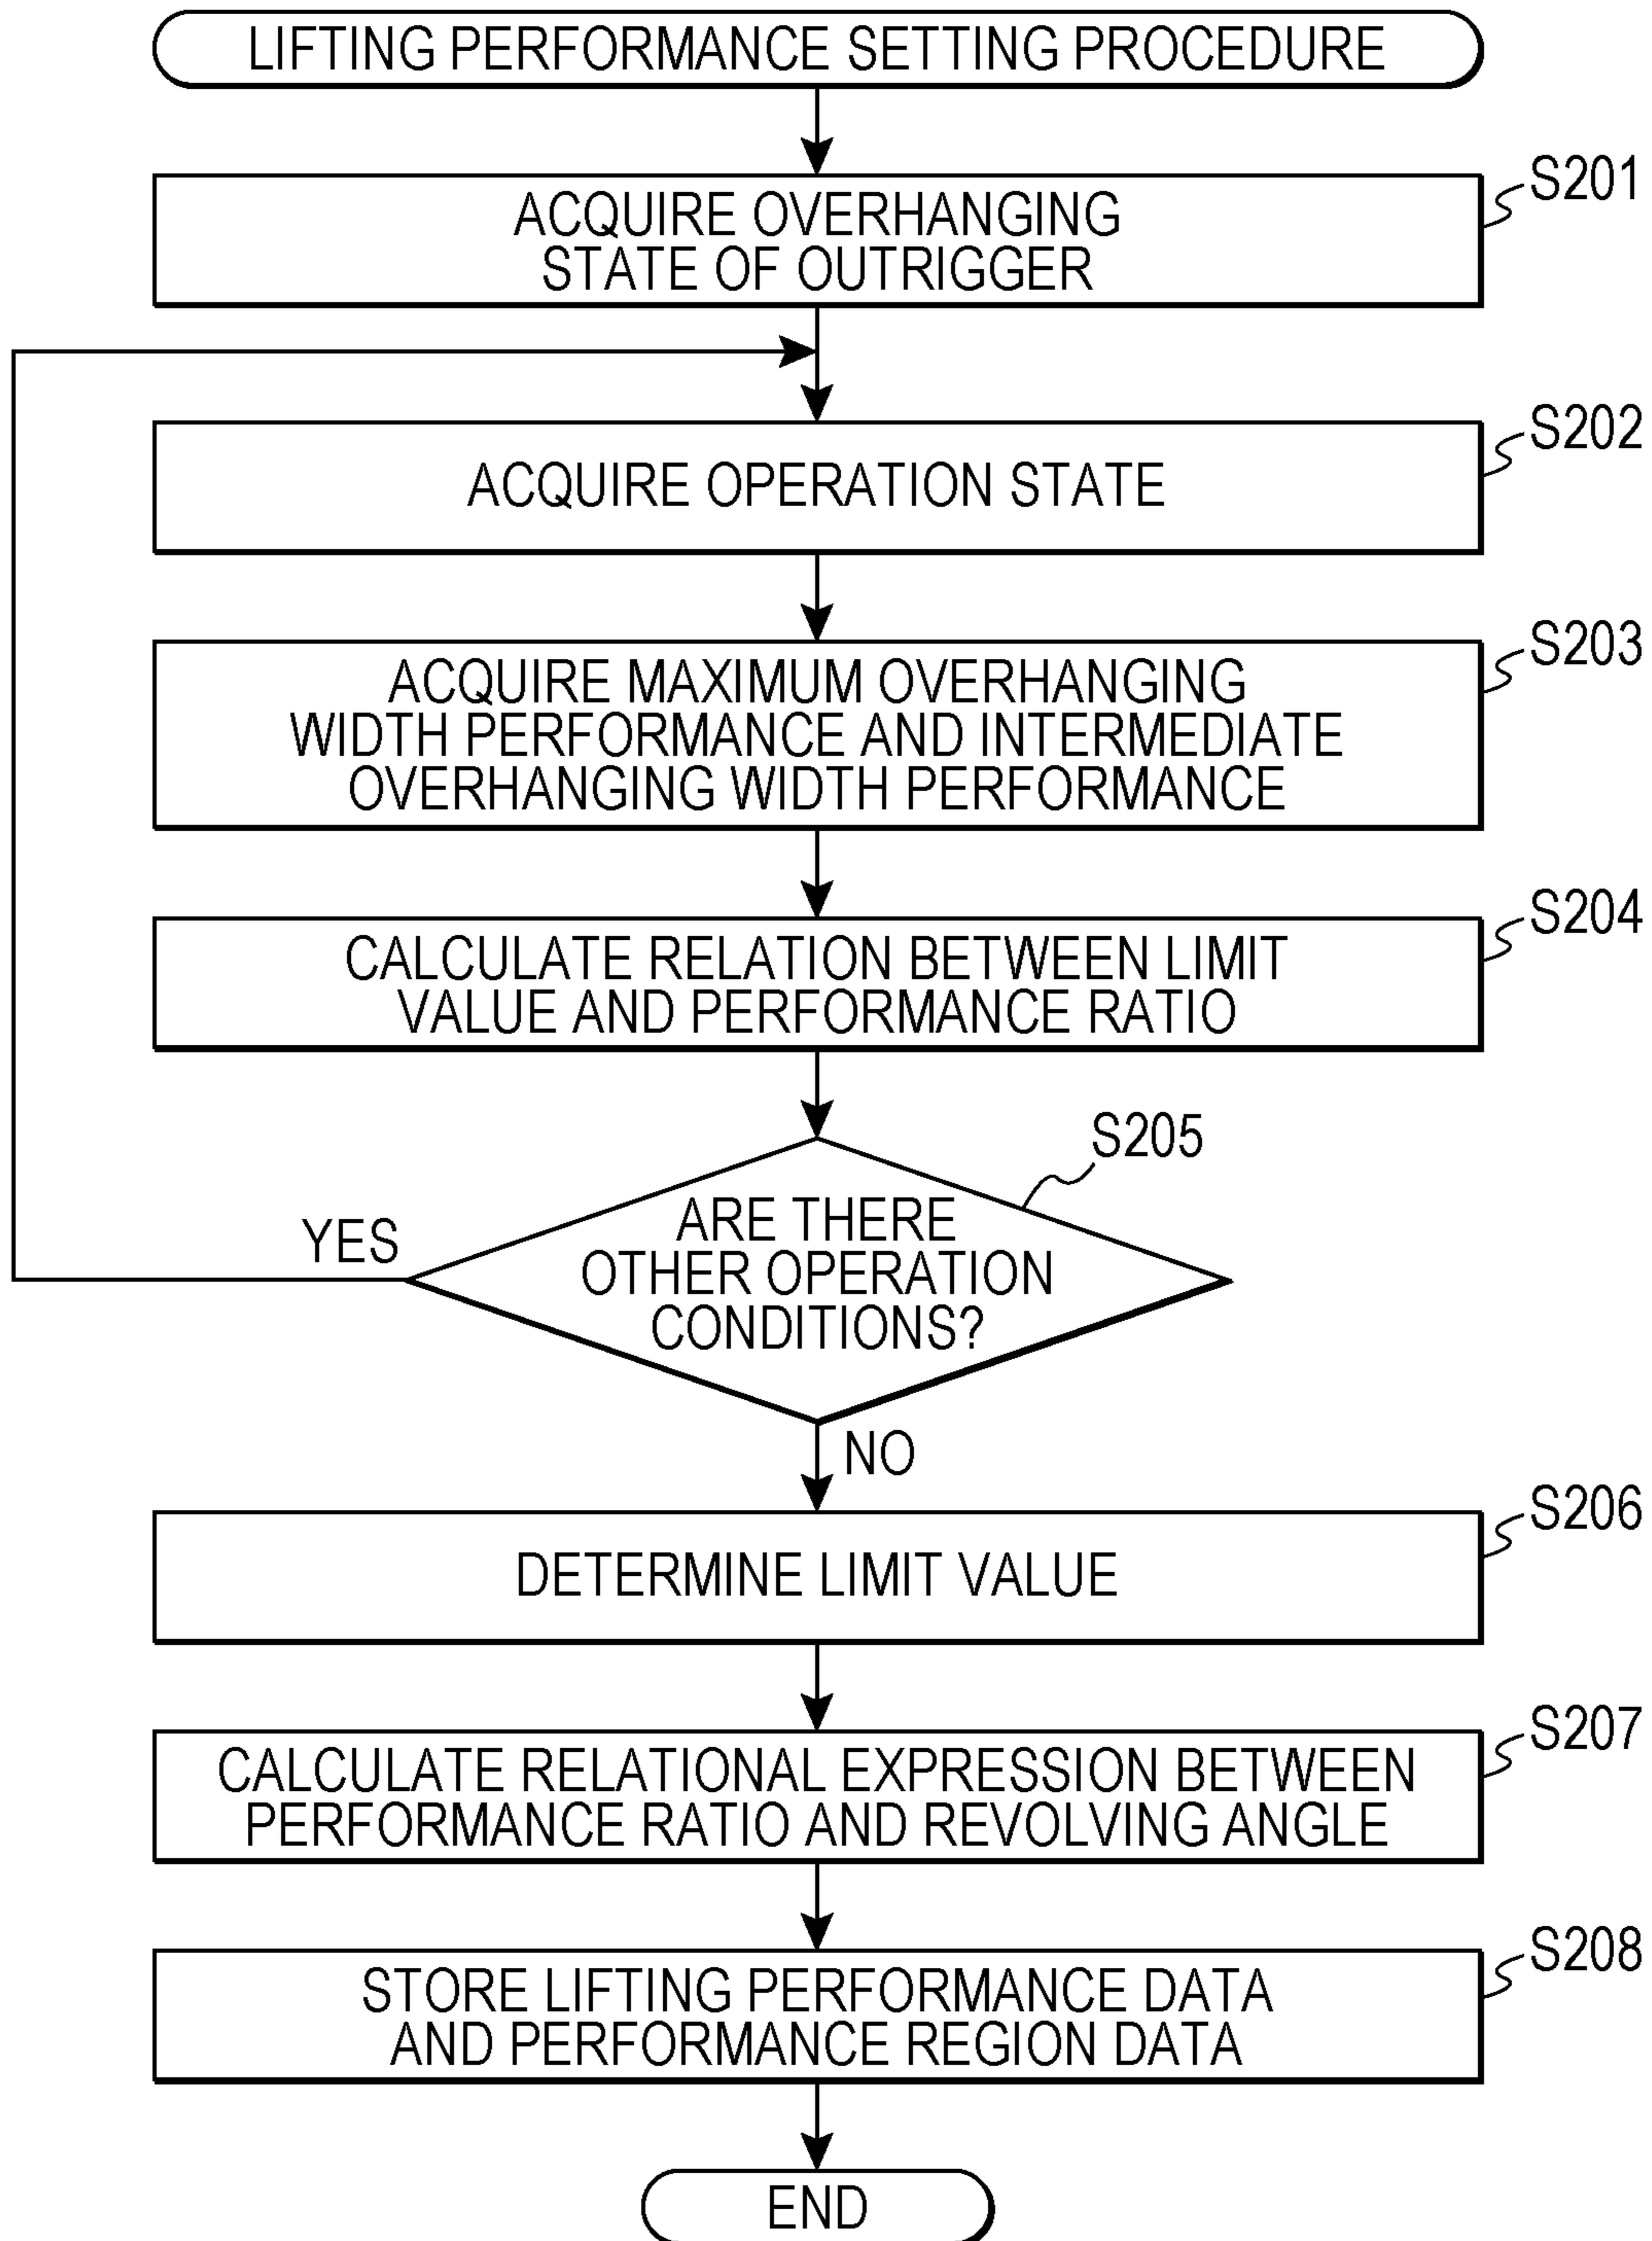 LIFTING PERFORMANCE SETTING PROCEDURE
S201
ACQUIRE OVERHANGING
STATE OF OUTRIGGER
S202
ACQUIRE OPERATION STATE
S203
ACQUIRE MAXIMUM OVERHANGING
WIDTH PERFORMANCE AND INTERMEDIATE
OVERHANGING WIDTH PERFORMANCE
S204
CALCULATE RELATION BETWEEN LIMIT
VALUE AND PERFORMANCE RATIO
S205
ARE THERE
OTHER OPERATION
CONDITIONS?
YES
NO
S206
DETERMINE LIMIT VALUE
S207
CALCULATE RELATIONAL EXPRESSION BETWEEN
PERFORMANCE RATIO AND REVOLVING ANGLE
S208
STORE LIFTING PERFORMANCE DATA
AND PERFORMANCE REGION DATA
END